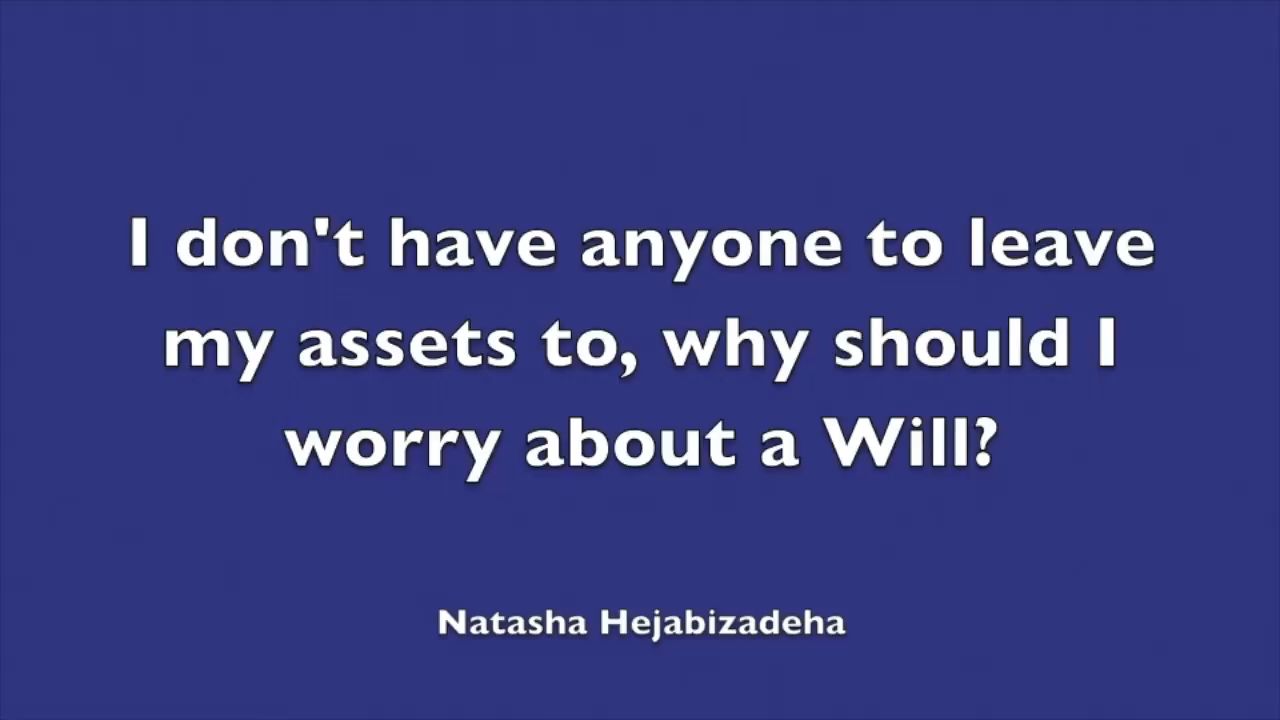 I don't have anyone to leave
my assets to, why should I
worry about a Will?
Natasha Hejabizadeha